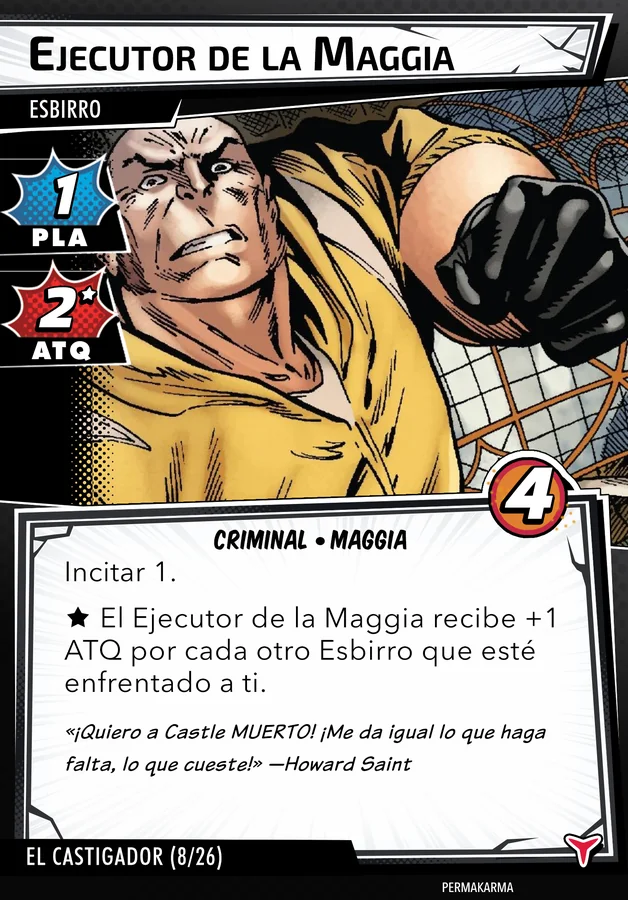 EJECUTOR DE LA MAGGIA
ESBIRRO
1
PLA
2★
ATQ
4
CRIMINAL • MAGGIA
Incitar 1.
★ El Ejecutor de la Maggia recibe +1
ATQ por cada otro Esbirro que esté
enfrentado a ti.
«¡Quiero a Castle MUERTO! ¡Me da igual lo que haga
falta, lo que cueste!» —Howard Saint
EL CASTIGADOR (8/26)
PERMAKARMA